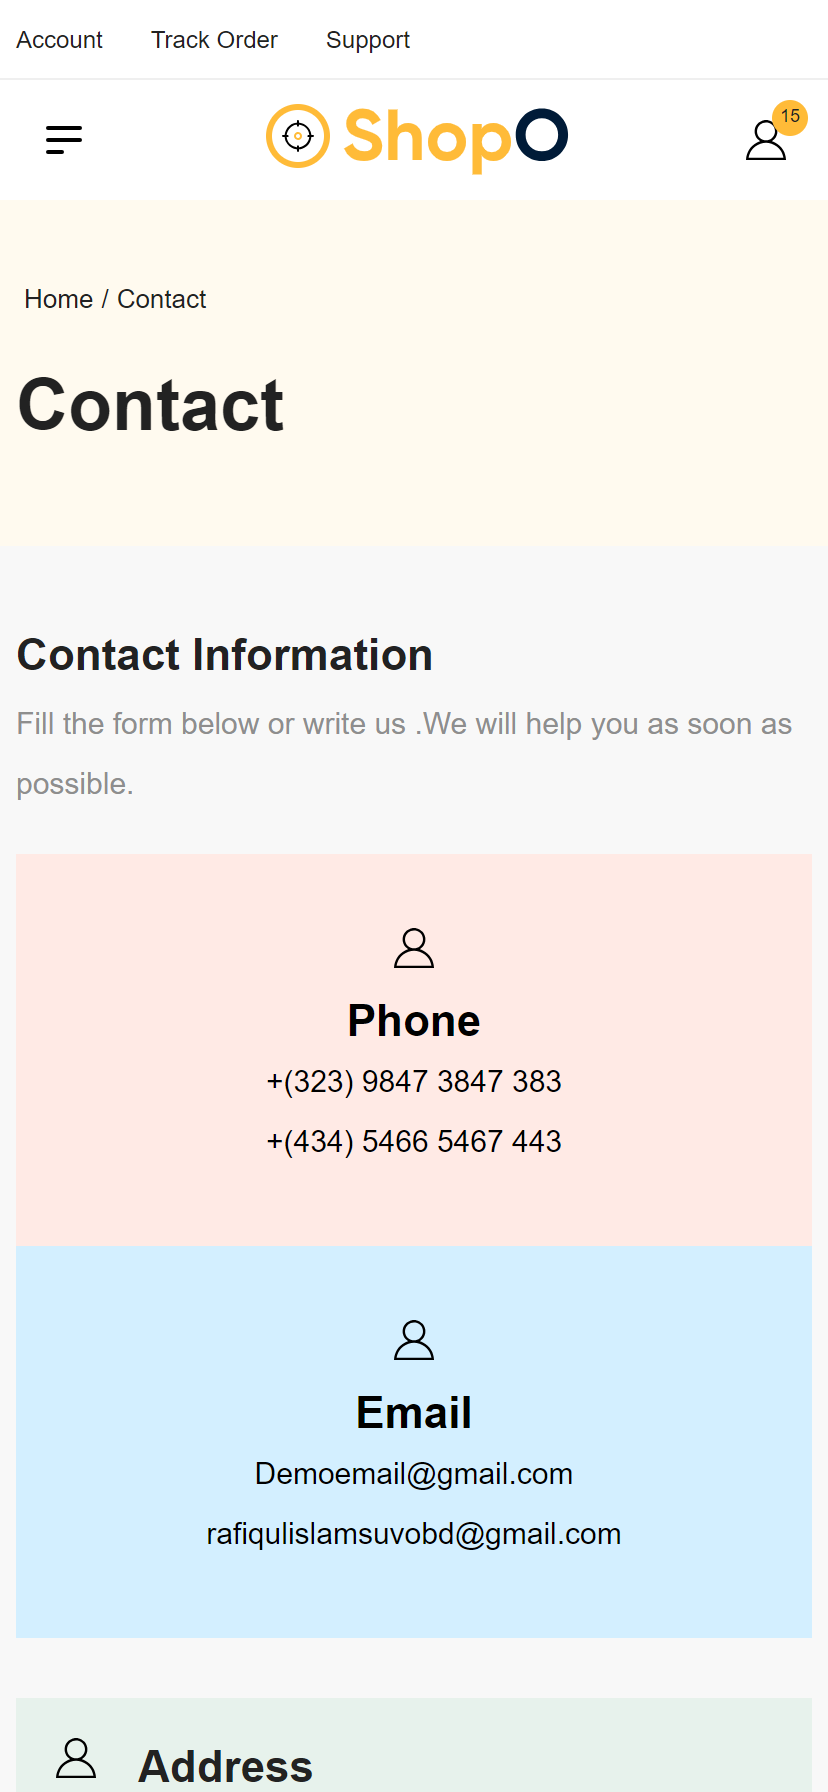 Account Track Order Support
ShopO
15
Home / Contact
Contact
Contact Information
Fill the form below or write us .We will help you as soon as
possible.
Phone
+(323) 9847 3847 383
+(434) 5466 5467 443
Email
Demoemail@gmail.com
rafiqulislamsuvobd@gmail.com
Address